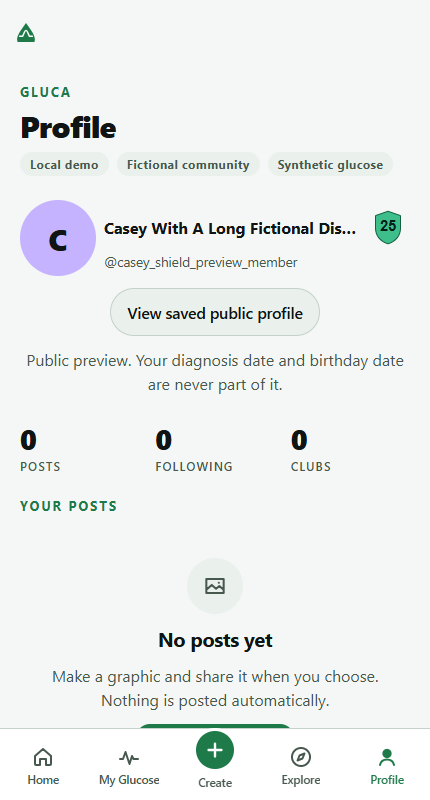 GLUCA
Profile
Local demo
Fictional community
Synthetic glucose
C
Casey With A Long Fictional Dis...
25
@casey_shield_preview_member
View saved public profile
Public preview. Your diagnosis date and birthday date
are never part of it.
0
POSTS
0
FOLLOWING
0
CLUBS
YOUR POSTS
No posts yet
Make a graphic and share it when you choose.
Nothing is posted automatically.
Home
My Glucose
Create
Explore
Profile